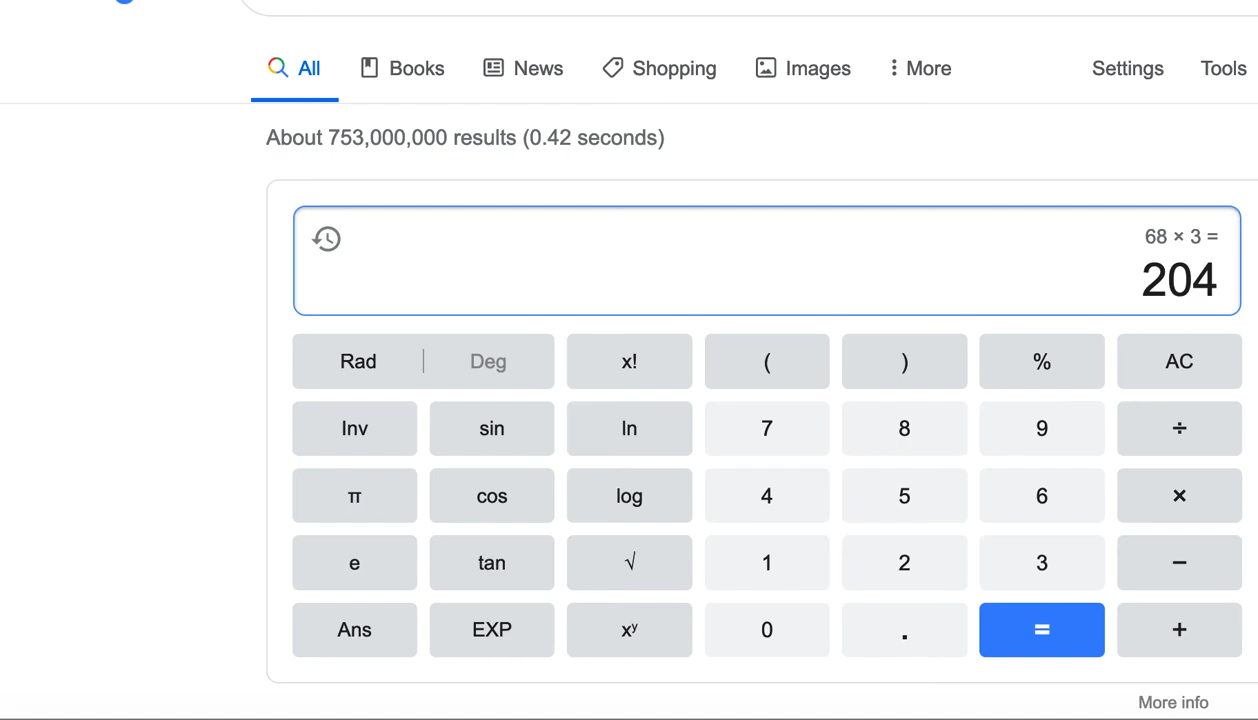 All Books News Shopping Images More Settings Tools
About 753,000,000 results (0.42 seconds)
68 × 3 =
204
Rad | Deg x! ( ) % AC
Inv sin ln 7 8 9 ÷
π cos log 4 5 6 ×
e tan √ 1 2 3 −
Ans EXP xʸ 0 . = +
More info